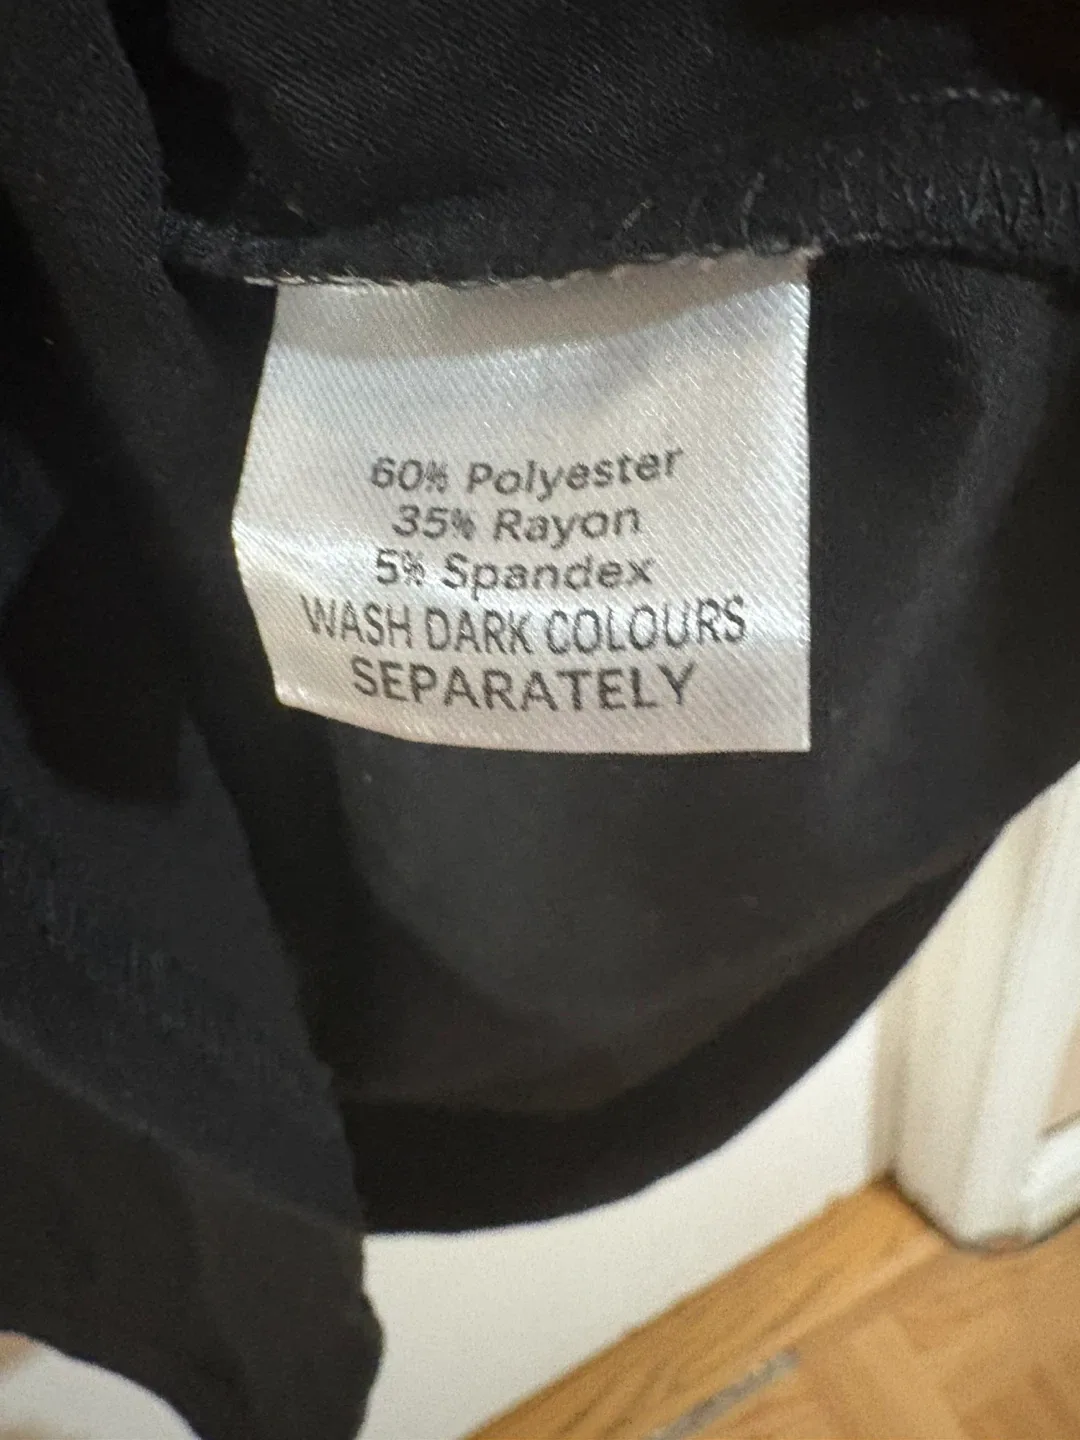 60% Polyester
35% Rayon
5% Spandex
WASH DARK COLOURS
SEPARATELY